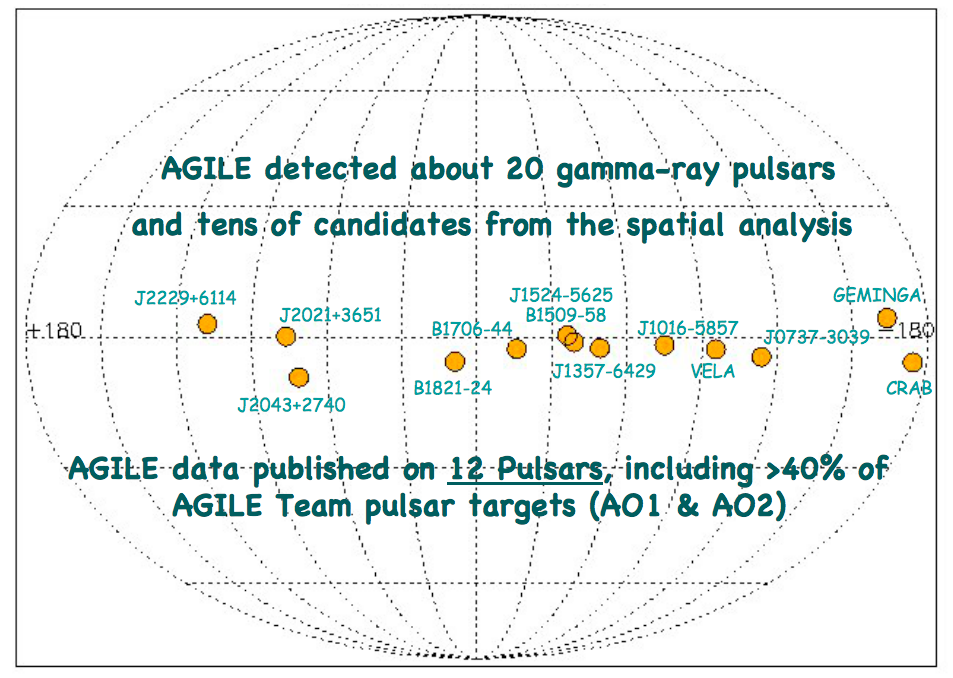 AGILE detected about 20 gamma-ray pulsars
and tens of candidates from the spatial analysis
J1524-5625
GEMINGA
J2229+6114
J2021+3651
B1509-58
+180
B1706-44
J1016-5857
-180
J0737-3039
J1357-6429
VELA
B1821-24
CRAB
J2043+2740
AGILE data published on 12 Pulsars, including >40% of
AGILE Team pulsar targets (AO1 & AO2)